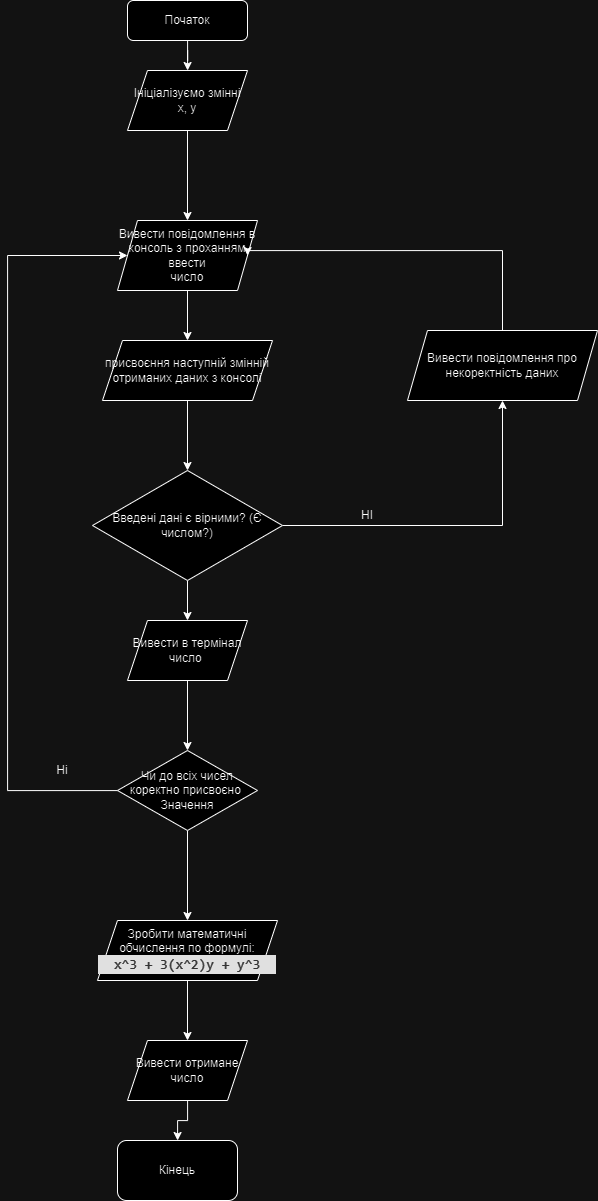 Початок
Ініціалізуємо змінні
x, y
Вивести повідомлення в
консоль з проханням
ввести
число
присвоєння наступній змінній
отриманих даних з консолі
Вивести повідомлення про
некоректність даних
Введені дані є вірними? (Є
числом?)
НІ
Вивести в термінал
число
Ні
Чи до всіх чисел
коректно присвоєно
Значення
Зробити математичні
обчислення по формулі:
x^3 + 3(x^2)y + y^3
Вивести отримане
число
Кінець